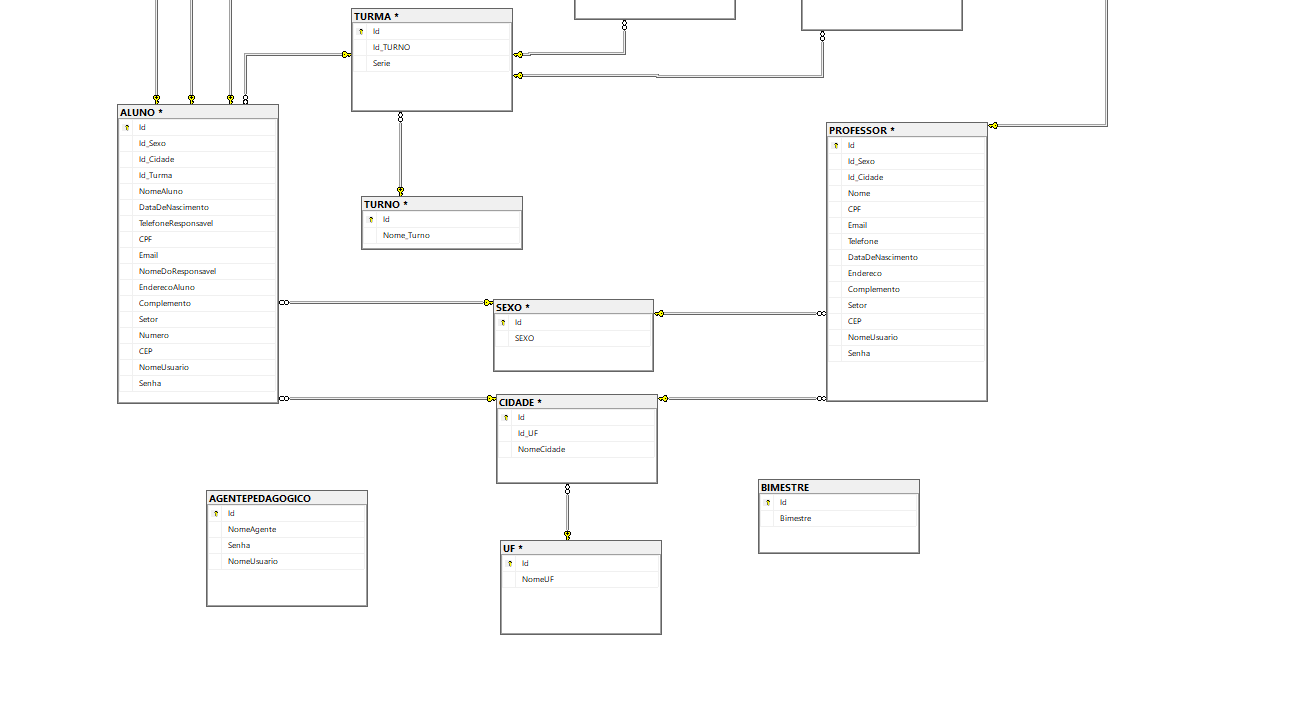 TURMA *
Id
Id_TURNO
Serie
ALUNO *
Id
Id_Sexo
Id_Cidade
Id_Turma
NomeAluno
DataDeNascimento
TelefoneResponsavel
CPF
Email
NomeDoResponsavel
EnderecoAluno
Complemento
Setor
Numero
CEP
NomeUsuario
Senha
PROFESSOR *
Id
Id_Sexo
Id_Cidade
Nome
CPF
Email
Telefone
DataDeNascimento
Endereco
Complemento
Setor
CEP
NomeUsuario
Senha
TURNO *
Id
Nome_Turno
SEXO *
Id
SEXO
CIDADE *
Id
Id_UF
NomeCidade
AGENTEPEDAGOGICO
Id
NomeAgente
Senha
NomeUsuario
BIMESTRE
Id
Bimestre
UF *
Id
NomeUF